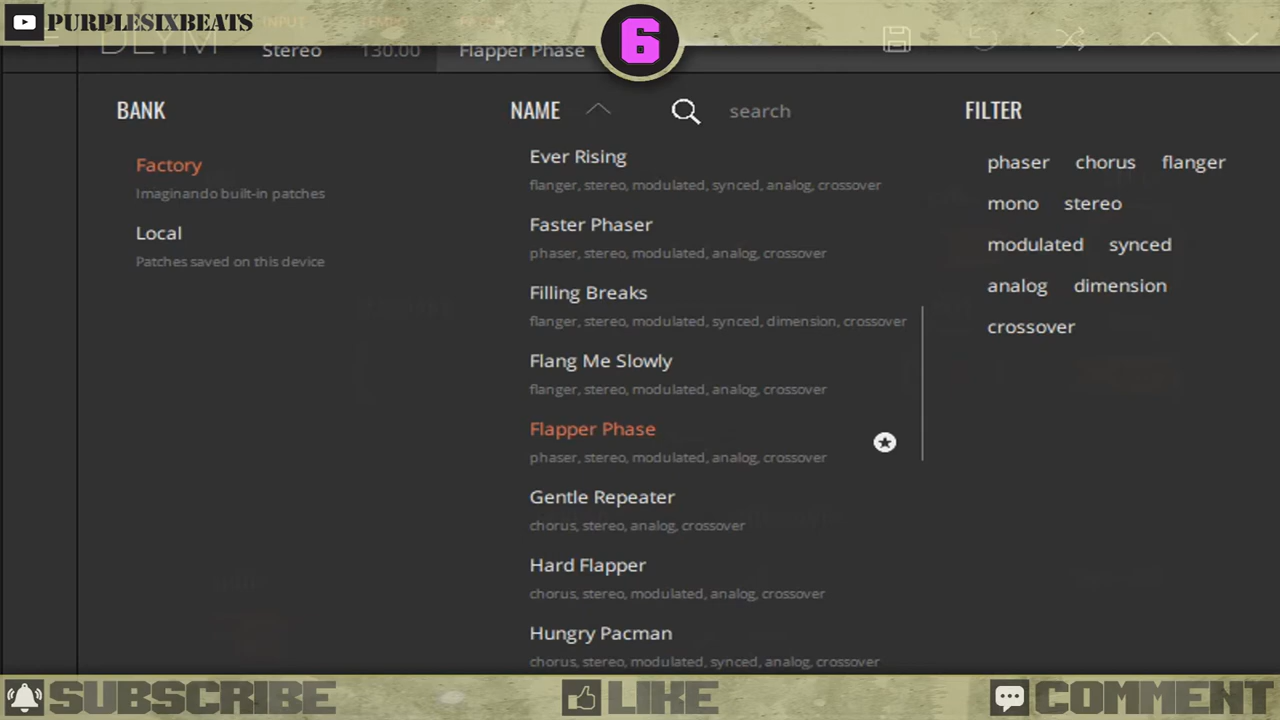 PURPLESIXBEATS
6
DLYM
Stereo
130.00
Flapper Phase
BANK
Factory
Imaginando built-in patches
Local
Patches saved on this device
NAME
search
Ever Rising
flanger, stereo, modulated, synced, analog, crossover
Faster Phaser
phaser, stereo, modulated, analog, crossover
Filling Breaks
flanger, stereo, modulated, synced, dimension, crossover
Flang Me Slowly
flanger, stereo, modulated, analog, crossover
Flapper Phase
phaser, stereo, modulated, analog, crossover
Gentle Repeater
chorus, stereo, analog, crossover
Hard Flapper
chorus, stereo, modulated, analog, crossover
Hungry Pacman
chorus, stereo, modulated, synced, analog, crossover
FILTER
phaser chorus flanger
mono stereo
modulated synced
analog dimension
crossover
SUBSCRIBE
LIKE
COMMENT